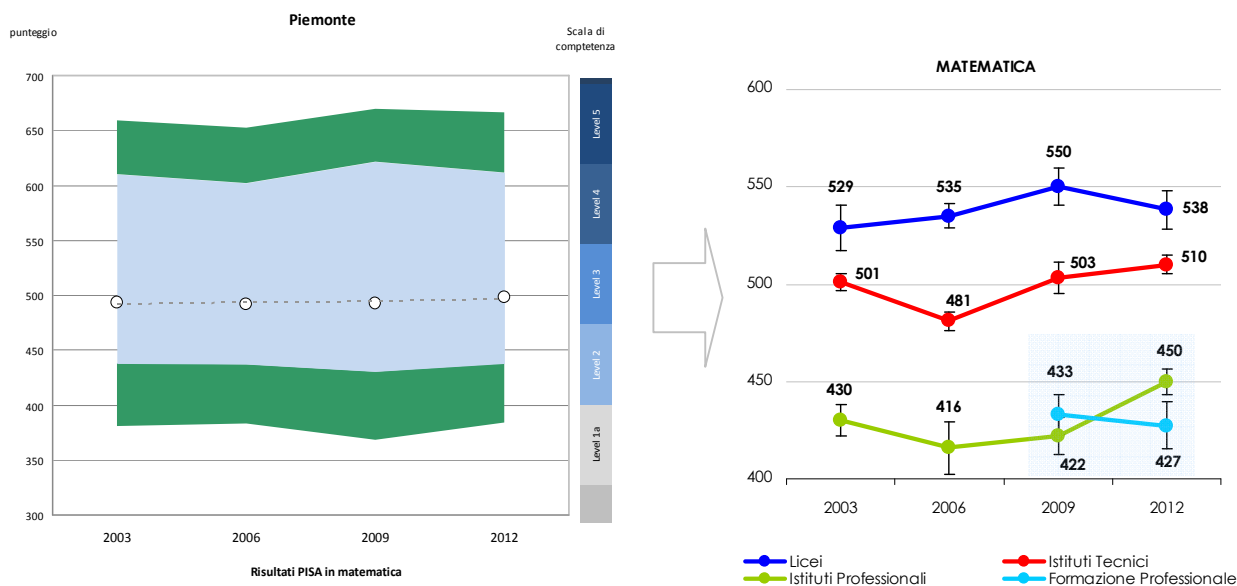 Piemonte
punteggio
Scala di
comptetenza
700
650
600
550
500
450
400
350
300
Level 5
Level 4
Level 3
Level 2
Level 1a
2003 2006 2009 2012
Risultati PISA in matematica
MATEMATICA
600
550
500
450
400
529 535 550 538
501 481 503 510
430 416 422 450
433 427
2003 2006 2009 2012
Licei
Istituti Tecnici
Istituti Professionali
Formazione Professionale